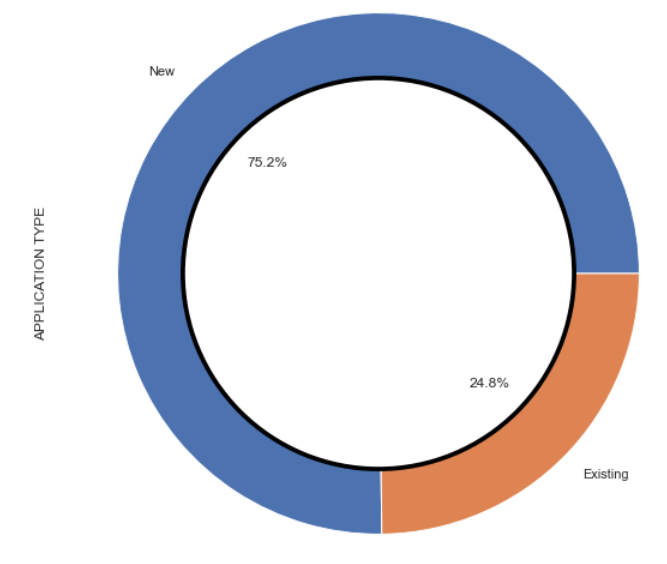 New
75.2%
APPLICATION TYPE
24.8%
Existing